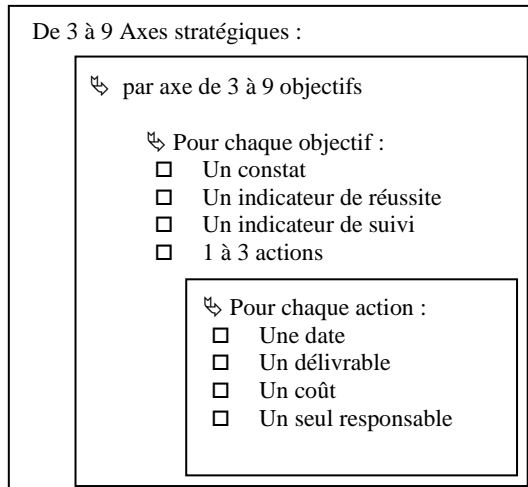 De 3 à 9 Axes stratégiques :
par axe de 3 à 9 objectifs
Pour chaque objectif :
Un constat
Un indicateur de réussite
Un indicateur de suivi
1 à 3 actions
Pour chaque action :
Une date
Un délivrable
Un coût
Un seul responsable